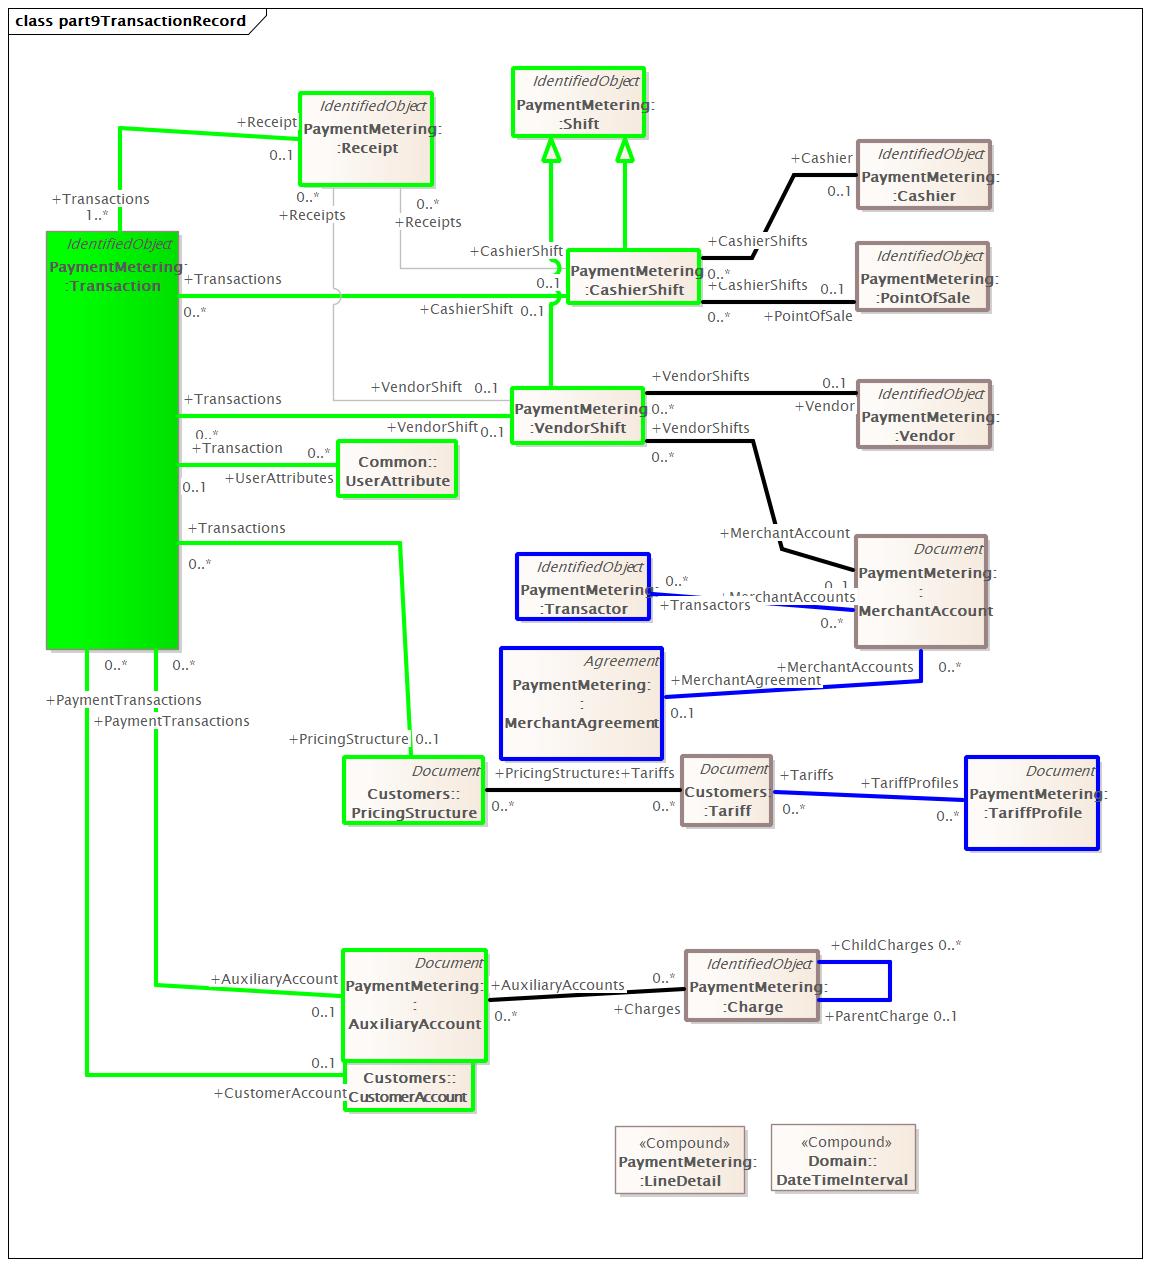 class part9TransactionRecord
IdentifiedObject
PaymentMetering:
:Shift
IdentifiedObject
PaymentMetering:
:Receipt
+Receipt
0..1
+Transactions
1..*
0..*
+Receipts
0..*
+Receipts
IdentifiedObject
PaymentMetering:
:Cashier
+Cashier
0..1
IdentifiedObject
PaymentMetering:
:Transaction
+CashierShifts
0..*
+CashierShift
0..1
PaymentMetering:
:CashierShift
IdentifiedObject
PaymentMetering:
:PointOfSale
+CashierShifts
0..1
0..*
+PointOfSale
+Transactions
0..*
+CashierShift
0..1
+VendorShift
0..1
+VendorShifts
0..1
0..*
+Vendor
IdentifiedObject
PaymentMetering:
:Vendor
+Transactions
0..*
+VendorShift
0..1
PaymentMetering:
:VendorShift
+VendorShifts
0..*
+Transaction
0..*
0..1
+UserAttributes
Common::
UserAttribute
+Transactions
0..*
+MerchantAccount
0..1
Document
PaymentMetering:
:
MerchantAccount
IdentifiedObject
PaymentMetering:
:Transactor
0..*
+Transactors
+MerchantAccounts
0..*
Agreement
PaymentMetering:
:
MerchantAgreement
+MerchantAccounts
0..*
+MerchantAgreement
0..1
0..*
0..*
+PaymentTransactions
+PaymentTransactions
+PricingStructure
0..1
Document
Customers::
PricingStructure
+PricingStructures
0..*
+Tariffs
0..*
Document
Customers:
:Tariff
+Tariffs
0..*
+TariffProfiles
0..*
Document
PaymentMetering:
:TariffProfile
+AuxiliaryAccount
0..1
Document
PaymentMetering:
:
AuxiliaryAccount
+AuxiliaryAccounts
0..*
0..*
+Charges
IdentifiedObject
PaymentMetering:
:Charge
+ChildCharges 0..*
+ParentCharge 0..1
0..1
+CustomerAccount
Customers::
CustomerAccount
«Compound»
PaymentMetering:
:LineDetail
«Compound»
Domain::
DateTimeInterval